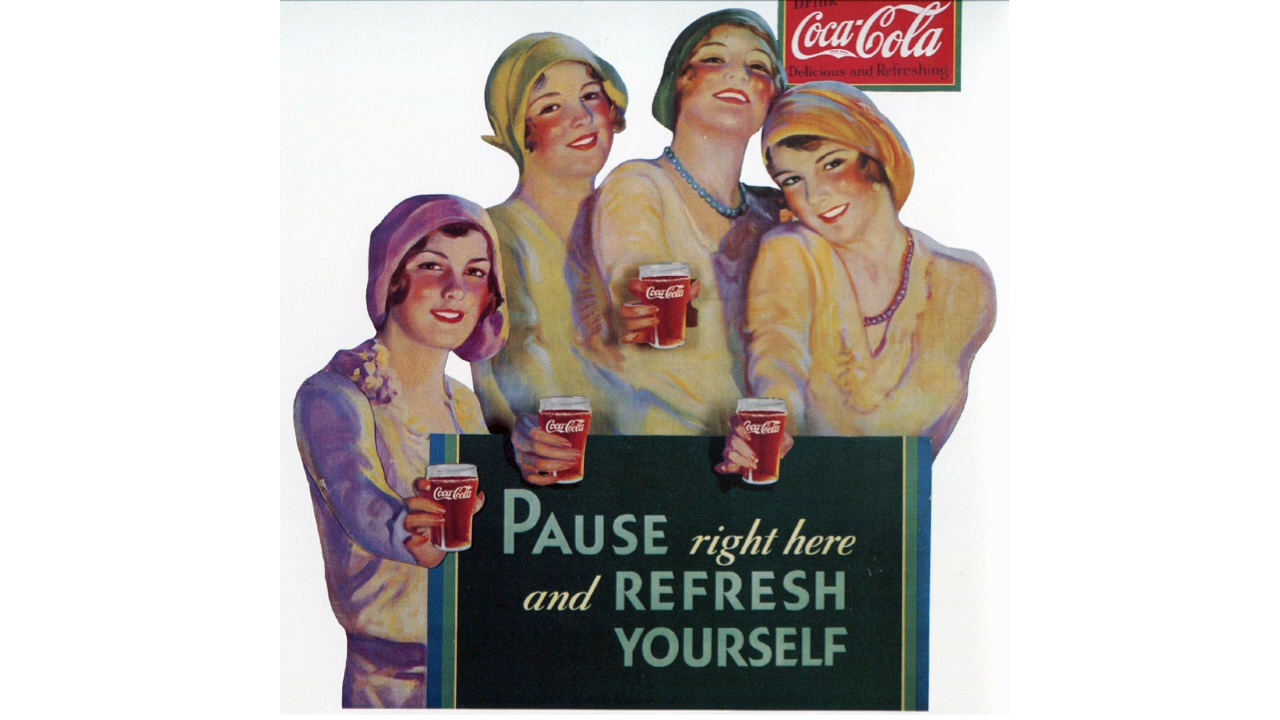 Drink
Coca-Cola
Delicious and Refreshing
Coca-Cola
Coca-Cola
Coca-Cola
Coca-Cola
PAUSE right here
and REFRESH
YOURSELF